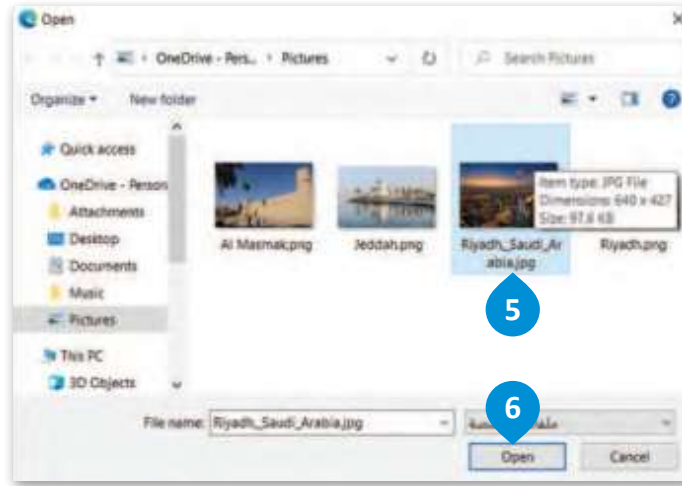 Open
OneDrive - Pers... › Pictures
Search Pictures
Organize
New folder
Quick access
OneDrive - Person
Attachments
Desktop
Documents
Music
Pictures
This PC
3D Objects
Al Masmak.png
Jeddah.png
Riyadh_Saudi_Ar
abia.jpg
Riyadh.png
Item type: JPG File
Dimensions: 640 x 427
Size: 97.6 KB
5
6
File name: Riyadh_Saudi_Arabia.jpg
Open
Cancel